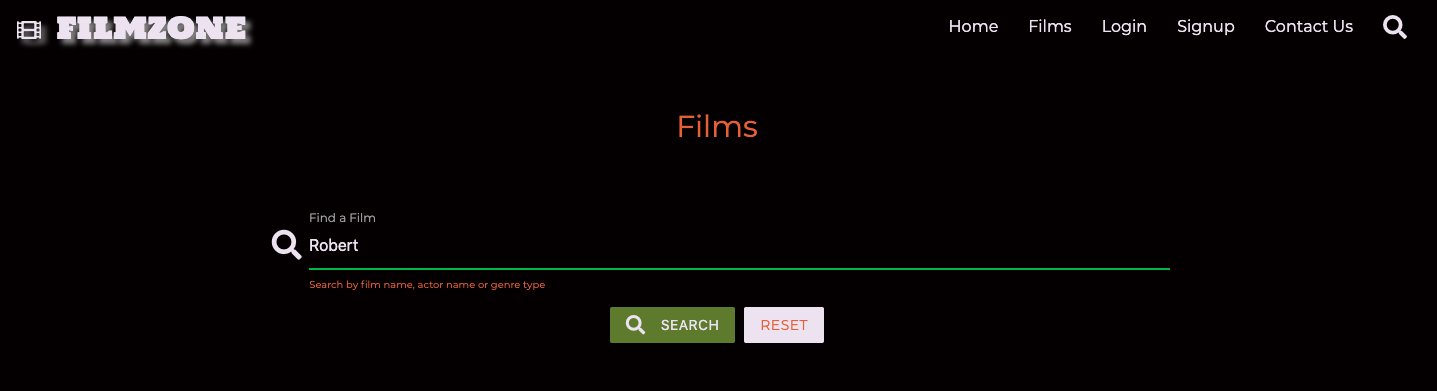 FILMZONE
Home Films Login Signup Contact Us
Films
Find a Film
Robert
Search by film name, actor name or genre type
SEARCH RESET